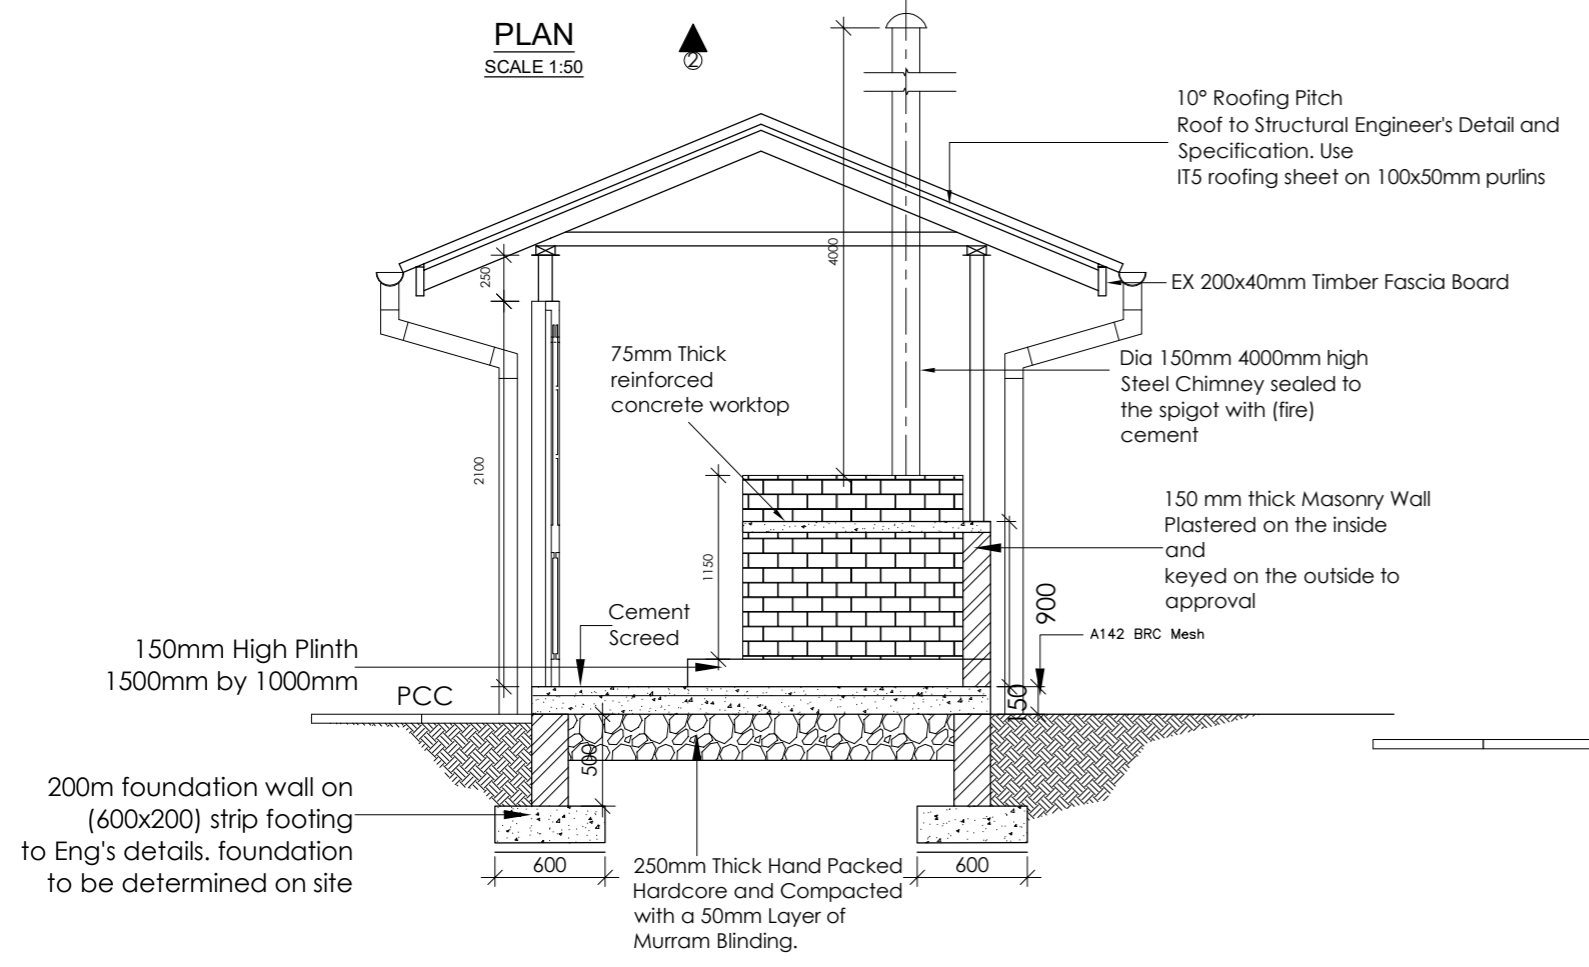 PLAN
SCALE 1:50
2
10° Roofing Pitch
Roof to Structural Engineer's Detail and
Specification. Use
IT5 roofing sheet on 100x50mm purlins
4000
250
EX 200x40mm Timber Fascia Board
75mm Thick
reinforced
concrete worktop
Dia 150mm 4000mm high
Steel Chimney sealed to
the spigot with (fire)
cement
2100
150 mm thick Masonry Wall
Plastered on the inside
and
keyed on the outside to
approval
1150
900
Cement
Screed
A142 BRC Mesh
150mm High Plinth
1500mm by 1000mm
PCC
150
500
200m foundation wall on
(600x200) strip footing
to Eng's details. foundation
to be determined on site
600
250mm Thick Hand Packed
Hardcore and Compacted
with a 50mm Layer of
Murram Blinding.
600